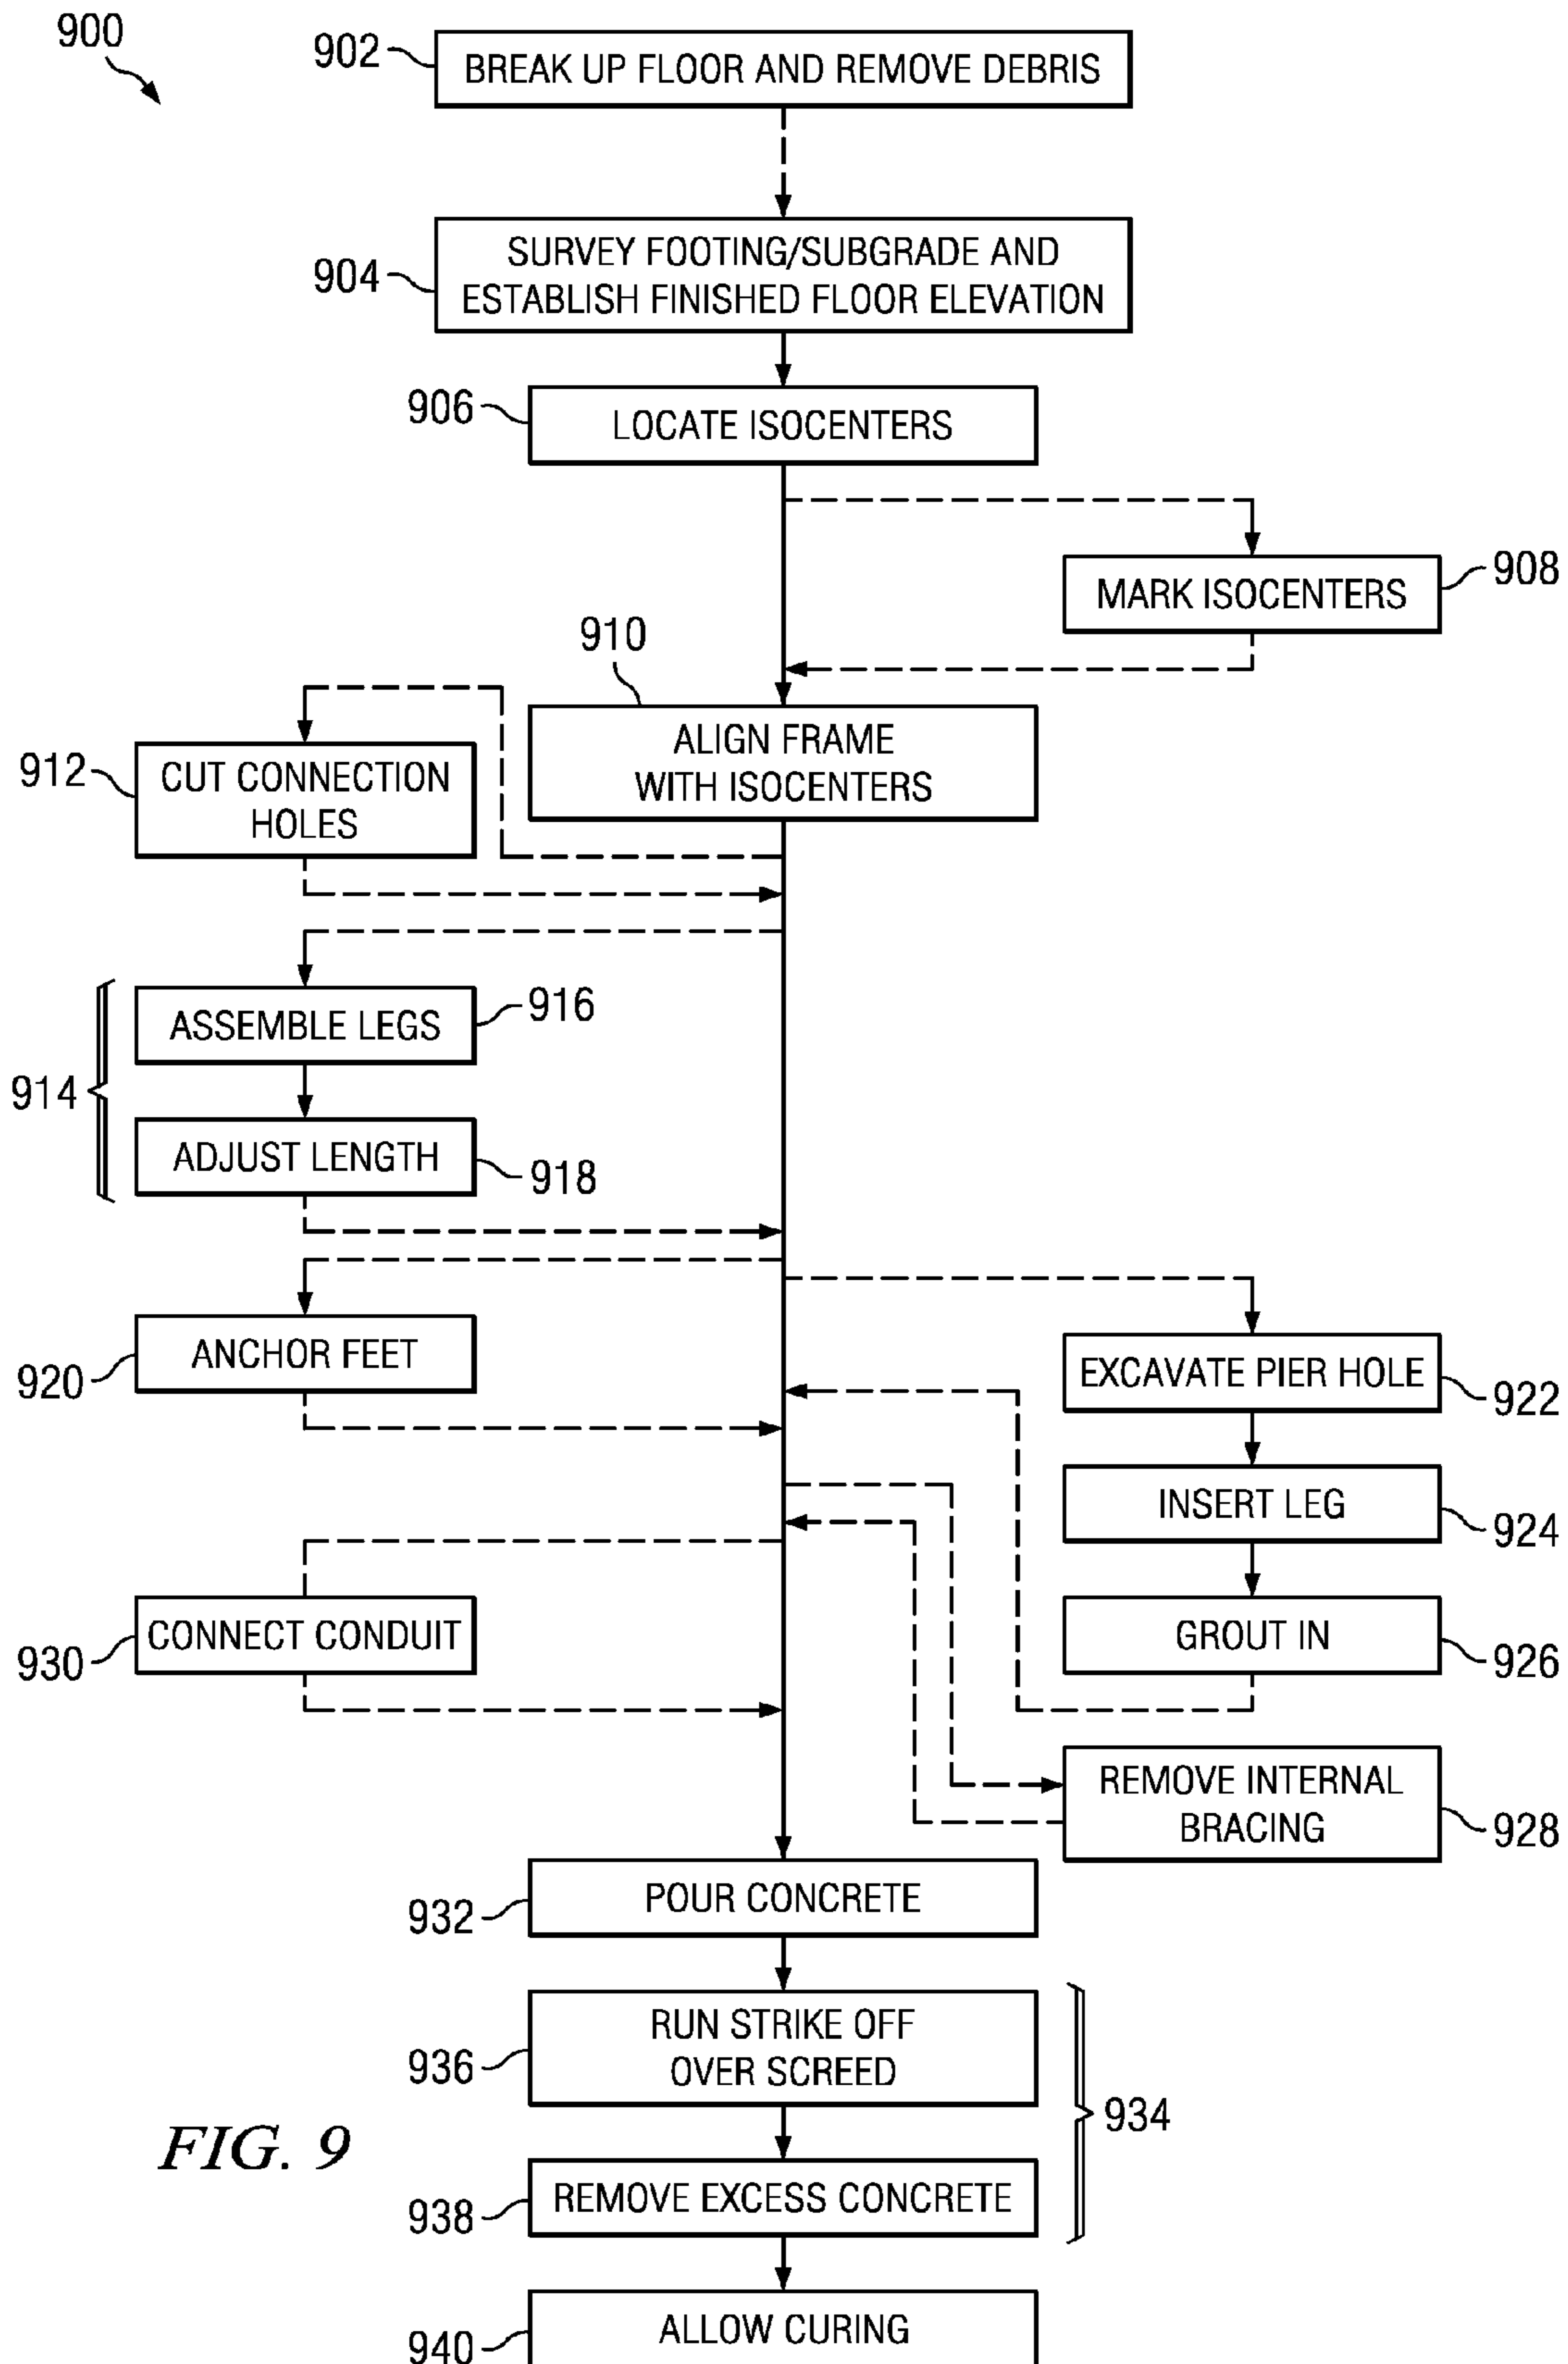 900
902
BREAK UP FLOOR AND REMOVE DEBRIS
904
SURVEY FOOTING/SUBGRADE AND
ESTABLISH FINISHED FLOOR ELEVATION
906
LOCATE ISOCENTERS
908
MARK ISOCENTERS
910
ALIGN FRAME
WITH ISOCENTERS
912
CUT CONNECTION
HOLES
914
ASSEMBLE LEGS
916
ADJUST LENGTH
918
ANCHOR FEET
920
EXCAVATE PIER HOLE
922
INSERT LEG
924
GROUT IN
926
REMOVE INTERNAL
BRACING
928
CONNECT CONDUIT
930
POUR CONCRETE
932
RUN STRIKE OFF
OVER SCREED
936
934
REMOVE EXCESS CONCRETE
938
ALLOW CURING
940
FIG. 9